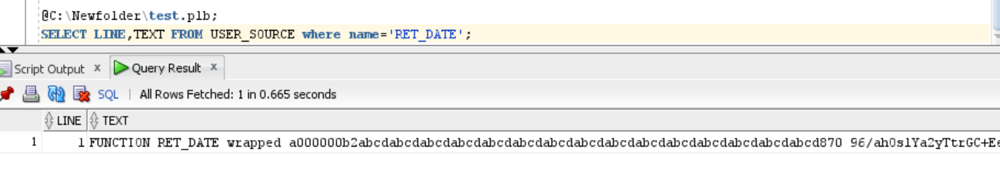 @C:\Newfolder\test.plb;
SELECT LINE,TEXT FROM USER_SOURCE where name='RET_DATE';
Script Output x Query Result x
SQL | All Rows Fetched: 1 in 0.665 seconds
LINE TEXT
1 1 FUNCTION RET_DATE wrapped a000000b2abcdabcdabcdabcdabcdabcdabcdabcdabcdabcdabcdabcdabcdabcdabcd870 96/ah0slYa2yTtrGC+Ee